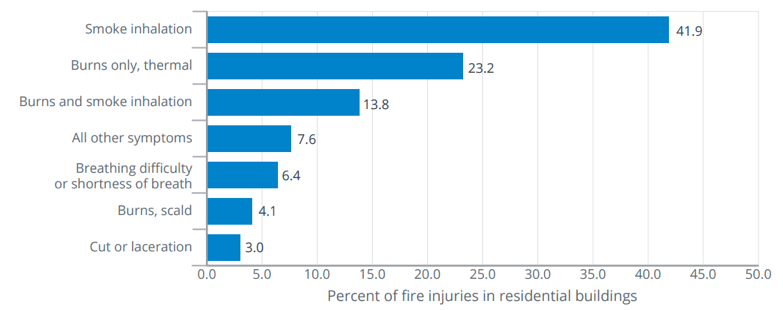 Smoke inhalation
41.9
Burns only, thermal
23.2
Burns and smoke inhalation
13.8
All other symptoms
7.6
Breathing difficulty
or shortness of breath
6.4
Burns, scald
4.1
Cut or laceration
3.0
0.0 5.0 10.0 15.0 20.0 25.0 30.0 35.0 40.0 45.0 50.0
Percent of fire injuries in residential buildings